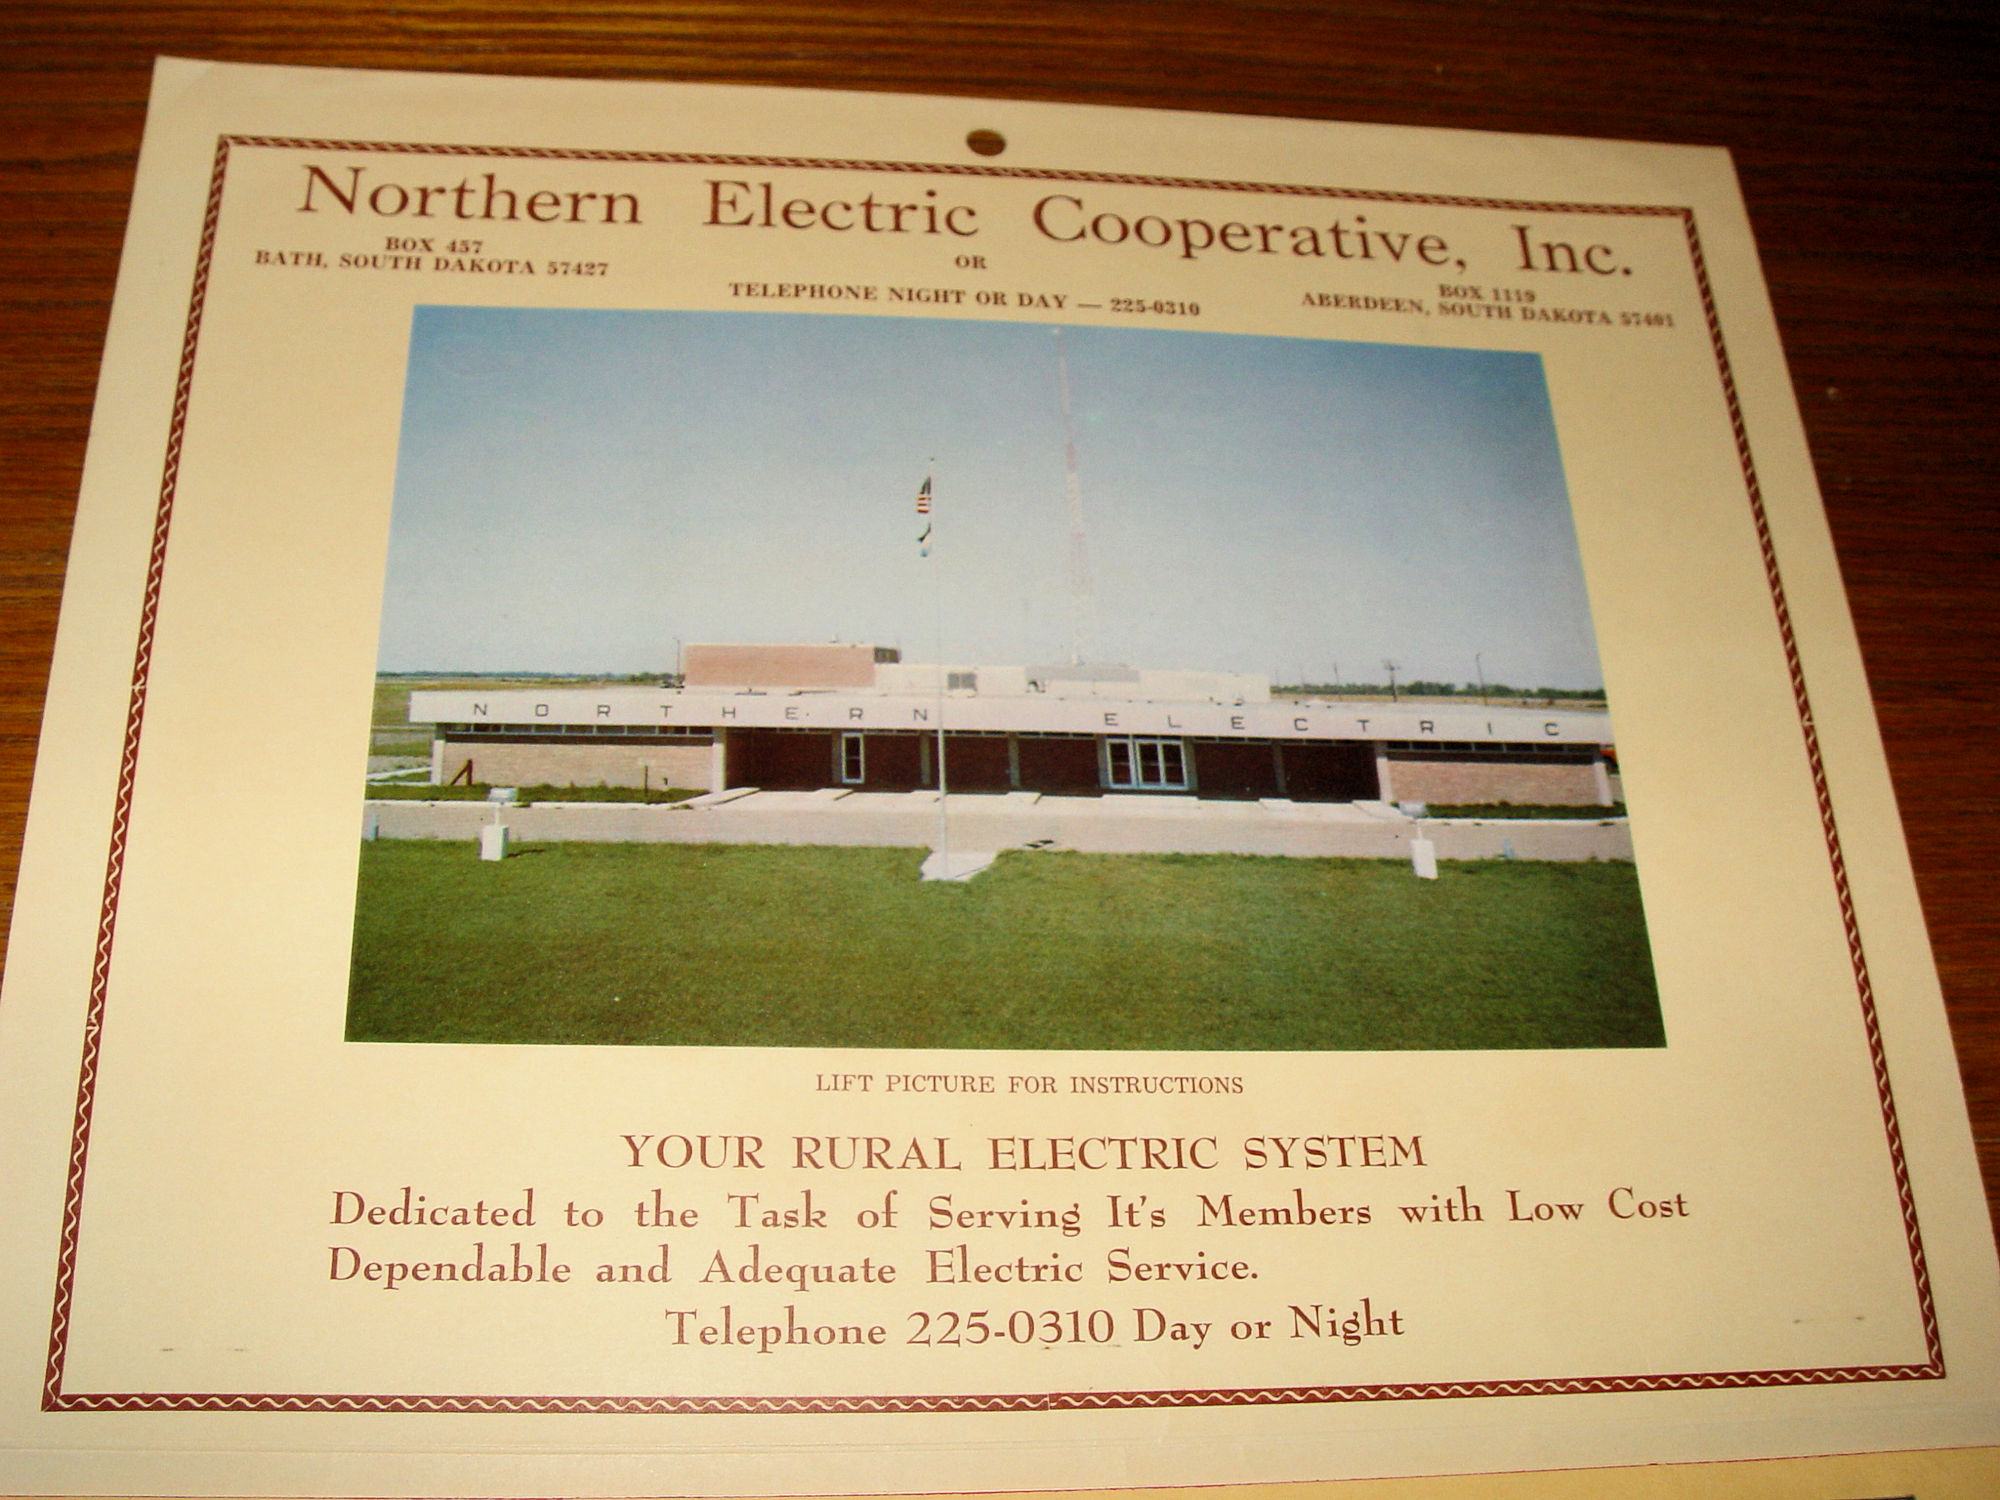 Northern Electric Cooperative, Inc.
BOX 457
BATH, SOUTH DAKOTA 57427
OR
TELEPHONE NIGHT OR DAY — 225-0310
BOX 1119
ABERDEEN, SOUTH DAKOTA 57401
NORTHERN ELECTRIC
LIFT PICTURE FOR INSTRUCTIONS
YOUR RURAL ELECTRIC SYSTEM
Dedicated to the Task of Serving It's Members with Low Cost
Dependable and Adequate Electric Service.
Telephone 225-0310 Day or Night